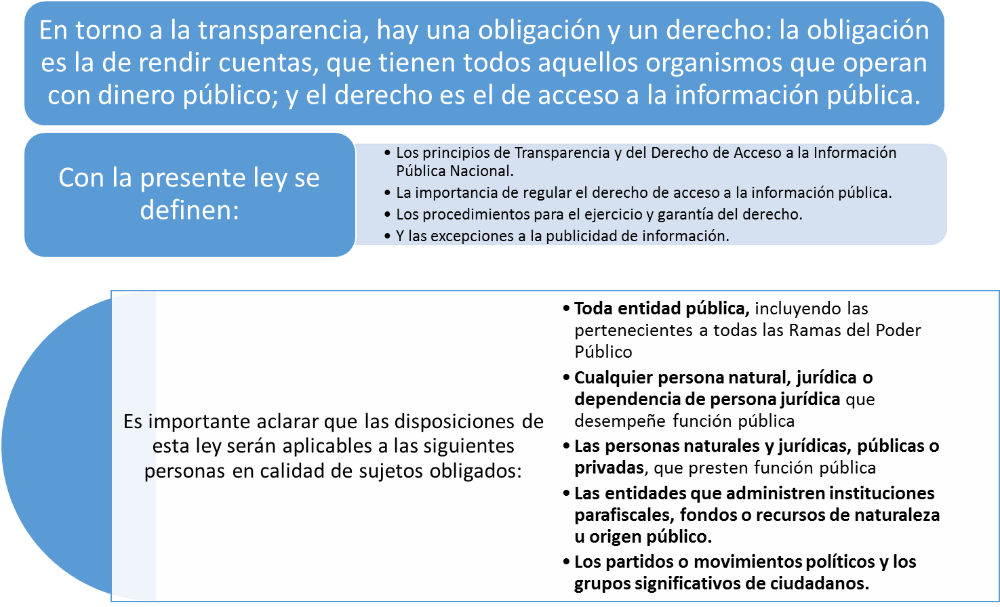 En torno a la transparencia, hay una obligación y un derecho: la obligación
es la de rendir cuentas, que tienen todos aquellos organismos que operan
con dinero público; y el derecho es el de acceso a la información pública.
Con la presente ley se
definen:
• Los principios de Transparencia y del Derecho de Acceso a la Información
Pública Nacional.
• La importancia de regular el derecho de acceso a la información pública.
• Los procedimientos para el ejercicio y garantía del derecho.
• Y las excepciones a la publicidad de información.
Es importante aclarar que las disposiciones de
esta ley serán aplicables a las siguientes
personas en calidad de sujetos obligados:
• Toda entidad pública, incluyendo las
pertenecientes a todas las Ramas del Poder
Público
• Cualquier persona natural, jurídica o
dependencia de persona jurídica que
desempeñe función pública
• Las personas naturales y jurídicas, públicas o
privadas, que presten función pública
• Las entidades que administren instituciones
parafiscales, fondos o recursos de naturaleza
u origen público.
• Los partidos o movimientos políticos y los
grupos significativos de ciudadanos.